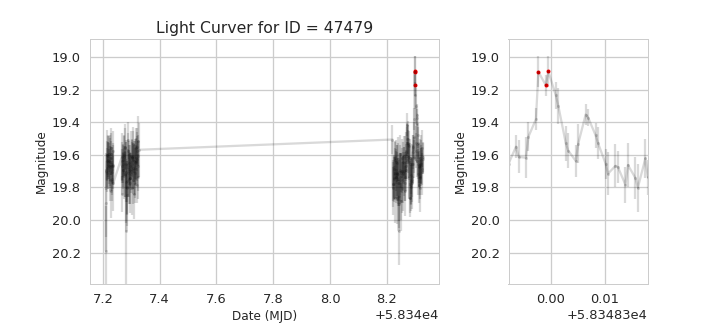 Light Curver for ID = 47479
Magnitude
19.0
19.2
19.4
19.6
19.8
20.0
20.2
7.2 7.4 7.6 7.8 8.0 8.2
Date (MJD)
+5.834e4
Magnitude
19.0
19.2
19.4
19.6
19.8
20.0
20.2
0.00 0.01
+5.83483e4